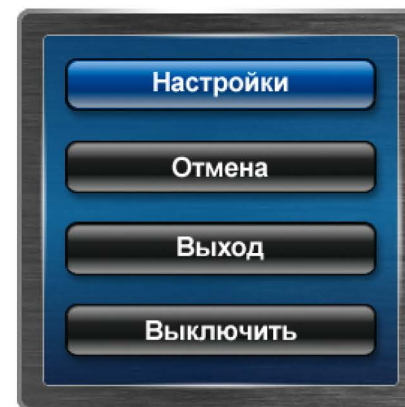 Настройки
Отмена
Выход
Выключить